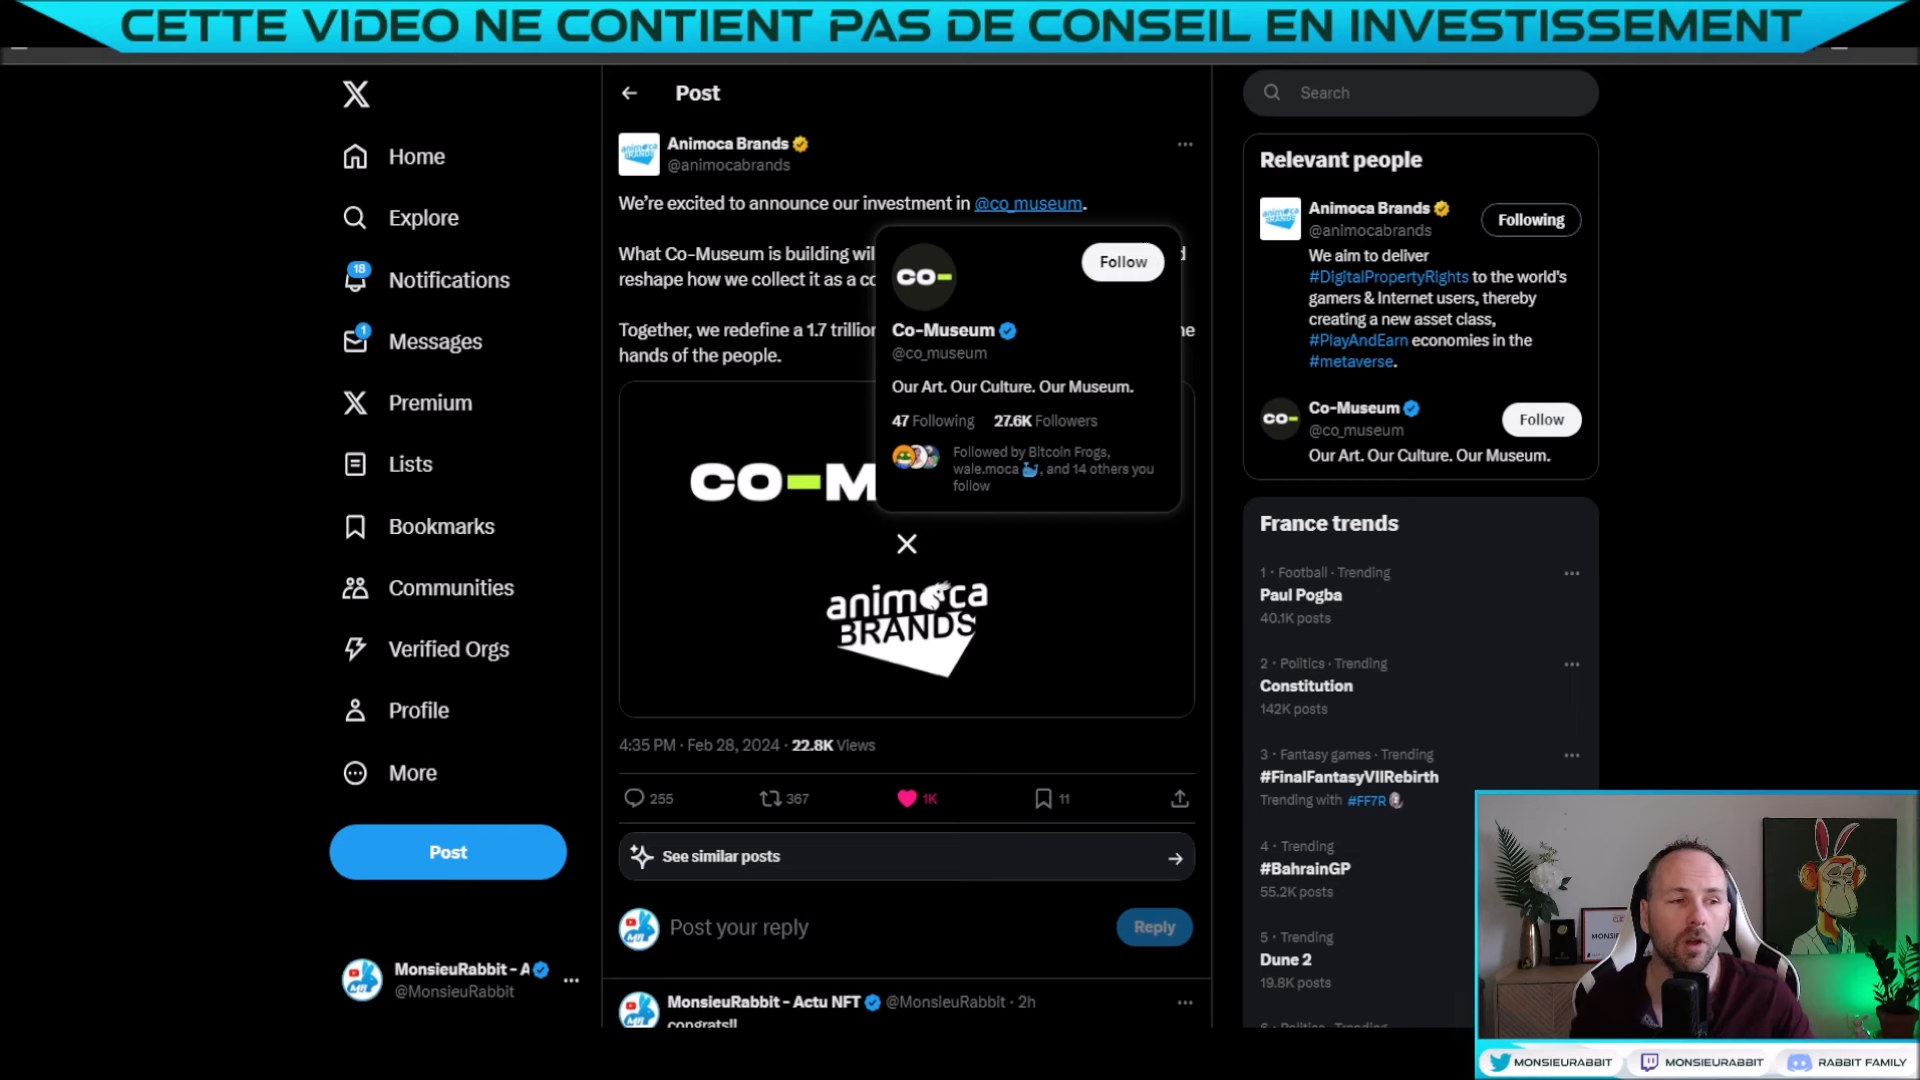 CETTE VIDEO NE CONTIENT PAS DE CONSEIL EN INVESTISSEMENT
Home
Explore
18
Notifications
1
Messages
Premium
Lists
Bookmarks
Communities
Verified Orgs
Profile
More
Post
MonsieuRabbit - A
@MonsieuRabbit
Post
Animoca Brands
@animocabrands
We're excited to announce our investment in @co_museum.
What Co-Museum is building wil
reshape how we collect it as a co
Together, we redefine a 1.7 trillion
hands of the people.
CO-
Follow
Co-Museum
@co_museum
Our Art. Our Culture. Our Museum.
47 Following 27.6K Followers
Followed by Bitcoin Frogs,
wale.moca, and 14 others you
follow
CO-M
X
animoca
BRANDS
4:35 PM · Feb 28, 2024 · 22.8K Views
255 367 1K 11
See similar posts
Post your reply
Reply
MonsieuRabbit - Actu NFT @MonsieuRabbit · 2h
congrats!!
Search
Relevant people
animoca
BRANDS
Animoca Brands
@animocabrands
Following
We aim to deliver
#DigitalPropertyRights to the world's
gamers & Internet users, thereby
creating a new asset class,
#PlayAndEarn economies in the
#metaverse.
CO-
Co-Museum
@co_museum
Follow
Our Art. Our Culture. Our Museum.
France trends
1 · Football · Trending
Paul Pogba
40.1K posts
2 · Politics · Trending
Constitution
142K posts
3 · Fantasy games · Trending
#FinalFantasyVIIRebirth
Trending with #FF7R
4 · Trending
#BahrainGP
55.2K posts
5 · Trending
Dune 2
19.8K posts
6 · Politics · Trending
MONSIEURABBIT
MONSIEURABBIT
RABBIT FAMILY